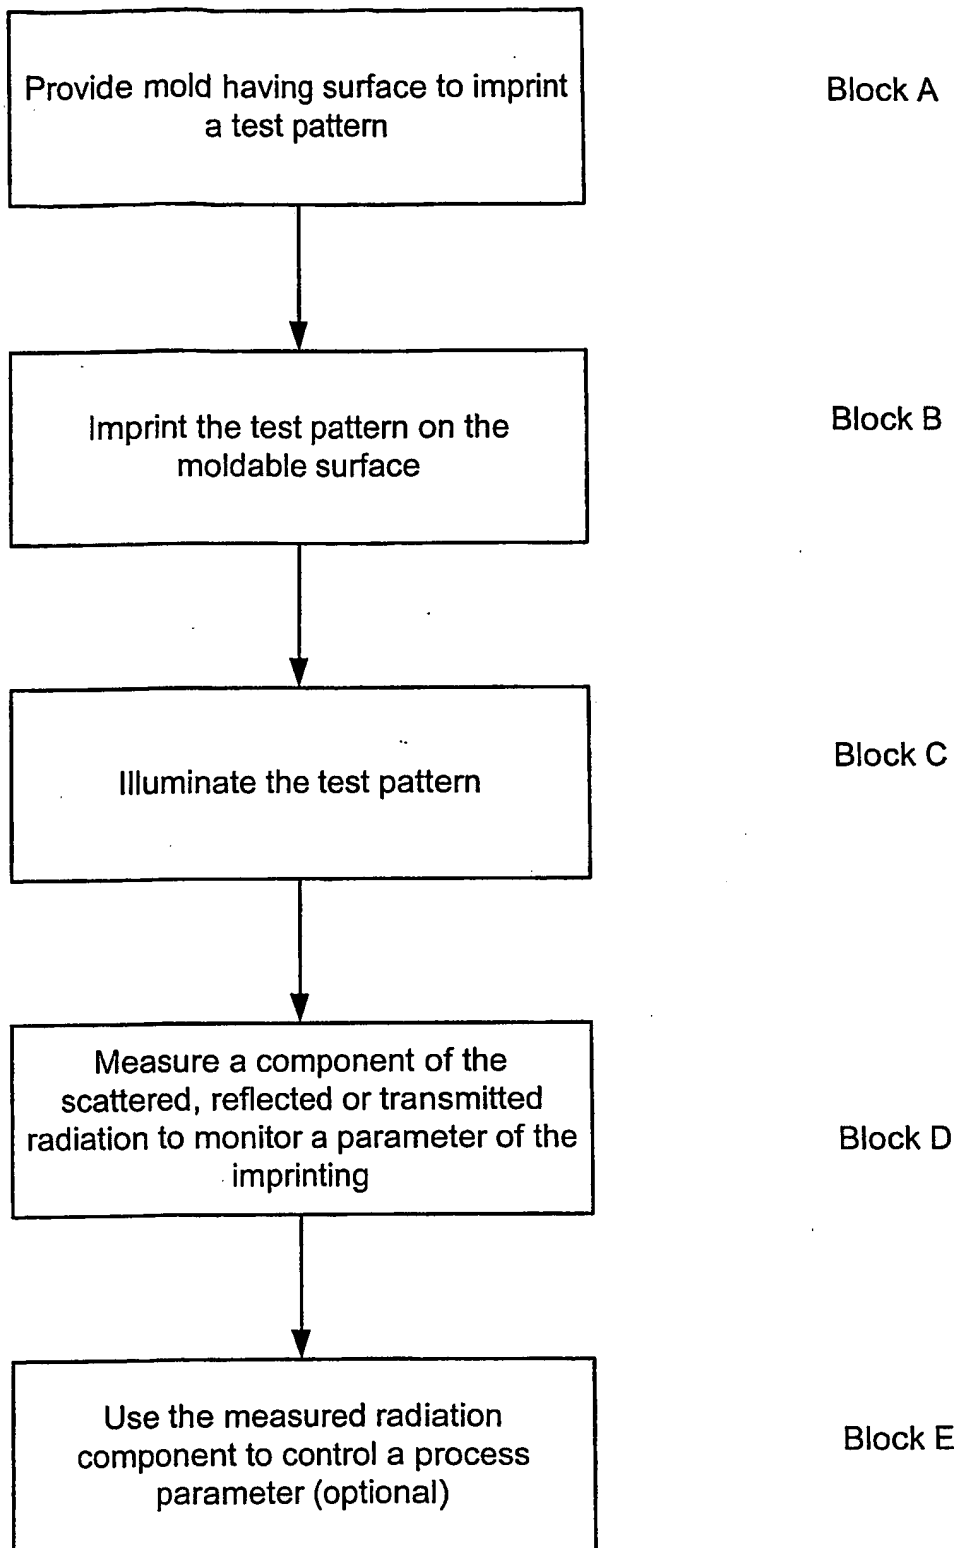 Provide mold having surface to imprint
a test pattern
Block A
Imprint the test pattern on the
moldable surface
Block B
Illuminate the test pattern
Block C
Measure a component of the
scattered, reflected or transmitted
radiation to monitor a parameter of the
imprinting
Block D
Use the measured radiation
component to control a process
parameter (optional)
Block E